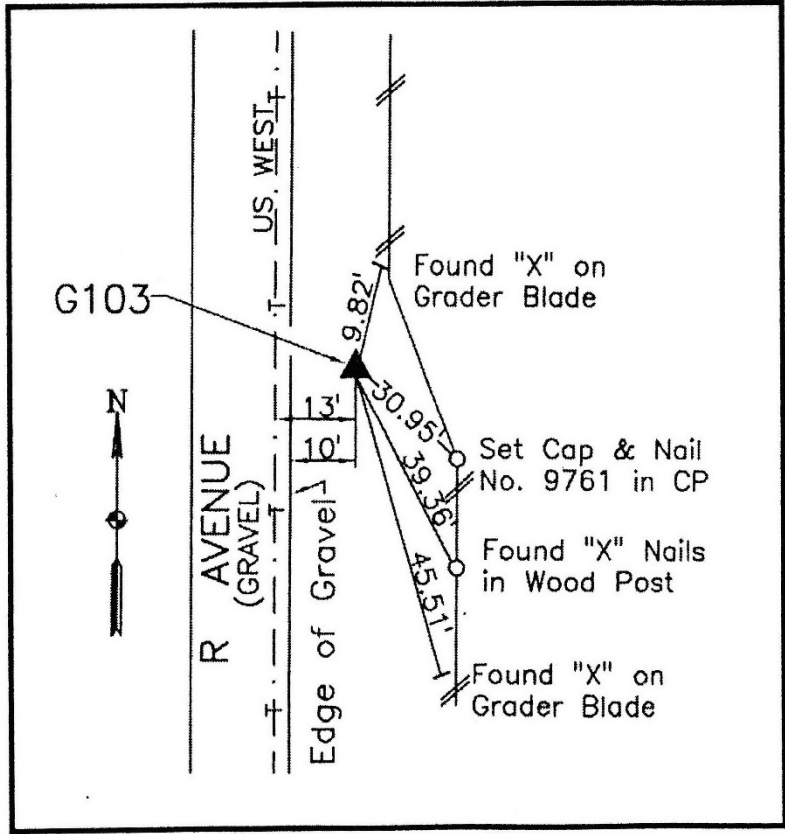 US. WEST
Found "X" on
Grader Blade
9.82'
G103
13'
30.95'
N
10'
39.36'
Set Cap & Nail
No. 9761 in CP
R AVENUE
(GRAVEL)
Edge of Gravel
45.51'
Found "X" Nails
in Wood Post
Found "X" on
Grader Blade